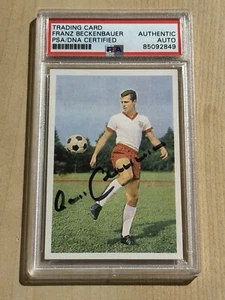 TRADING CARD
AUTHENTIC
FRANZ BECKENBAUER
AUTO
PSA/DNA CERTIFIED
85092849
PSA